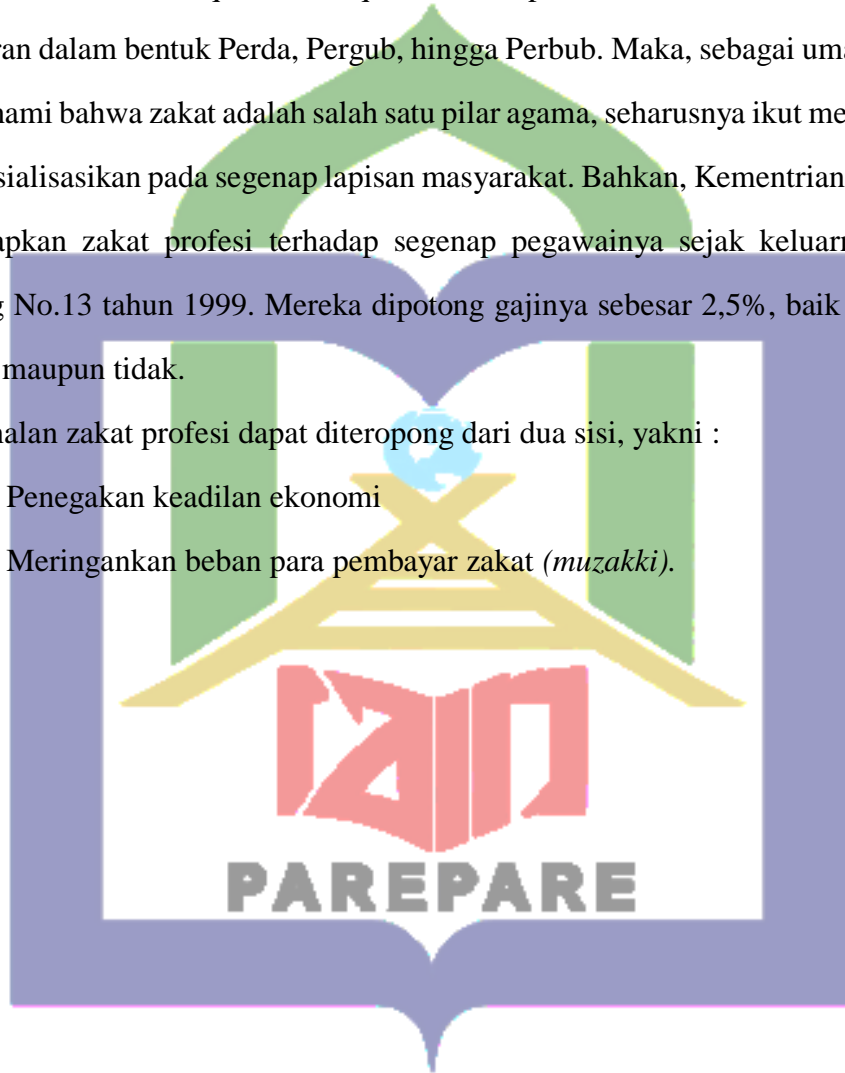 ran dalam bentuk Perda, Pergub, hingga Perbub. Maka, sebagai uma
nami bahwa zakat adalah salah satu pilar agama, seharusnya ikut me
sialisasikan pada segenap lapisan masyarakat. Bahkan, Kementrian
apkan zakat profesi terhadap segenap pegawainya sejak keluarn
g No.13 tahun 1999. Mereka dipotong gajinya sebesar 2,5%, baik
maupun tidak.
nalan zakat profesi dapat diteropong dari dua sisi, yakni :
Penegakan keadilan ekonomi
Meringankan beban para pembayar zakat (muzakki).
IAIN
PAREPARE